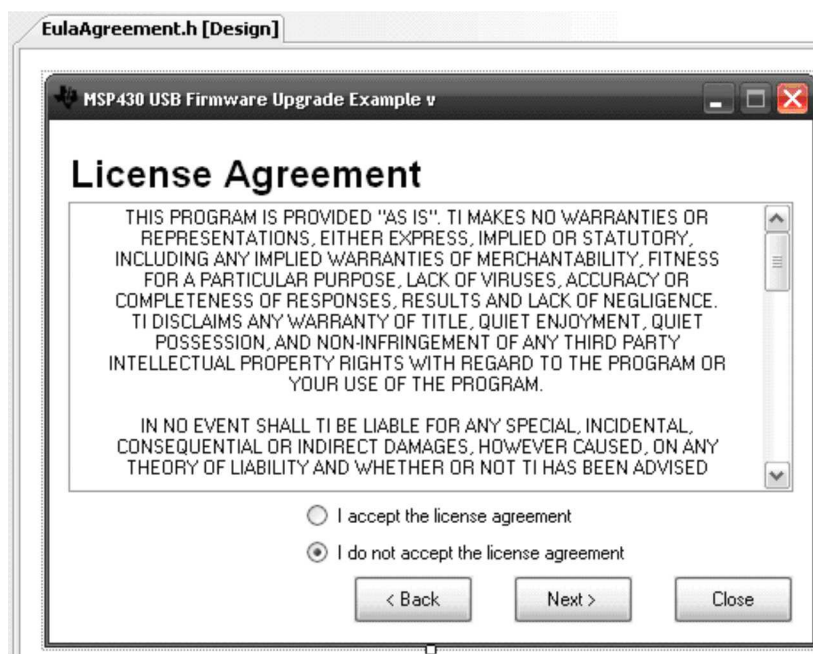 EulaAgreement.h [Design]
MSP430 USB Firmware Upgrade Example v
License Agreement
THIS PROGRAM IS PROVIDED "AS IS". TI MAKES NO WARRANTIES OR
REPRESENTATIONS, EITHER EXPRESS, IMPLIED OR STATUTORY,
INCLUDING ANY IMPLIED WARRANTIES OF MERCHANTABILITY, FITNESS
FOR A PARTICULAR PURPOSE, LACK OF VIRUSES, ACCURACY OR
COMPLETENESS OF RESPONSES, RESULTS AND LACK OF NEGLIGENCE.
TI DISCLAIMS ANY WARRANTY OF TITLE, QUIET ENJOYMENT, QUIET
POSSESSION, AND NON-INFRINGEMENT OF ANY THIRD PARTY
INTELLECTUAL PROPERTY RIGHTS WITH REGARD TO THE PROGRAM OR
YOUR USE OF THE PROGRAM.
IN NO EVENT SHALL TI BE LIABLE FOR ANY SPECIAL, INCIDENTAL,
CONSEQUENTIAL OR INDIRECT DAMAGES, HOWEVER CAUSED, ON ANY
THEORY OF LIABILITY AND WHETHER OR NOT TI HAS BEEN ADVISED
I accept the license agreement
I do not accept the license agreement
< Back
Next >
Close